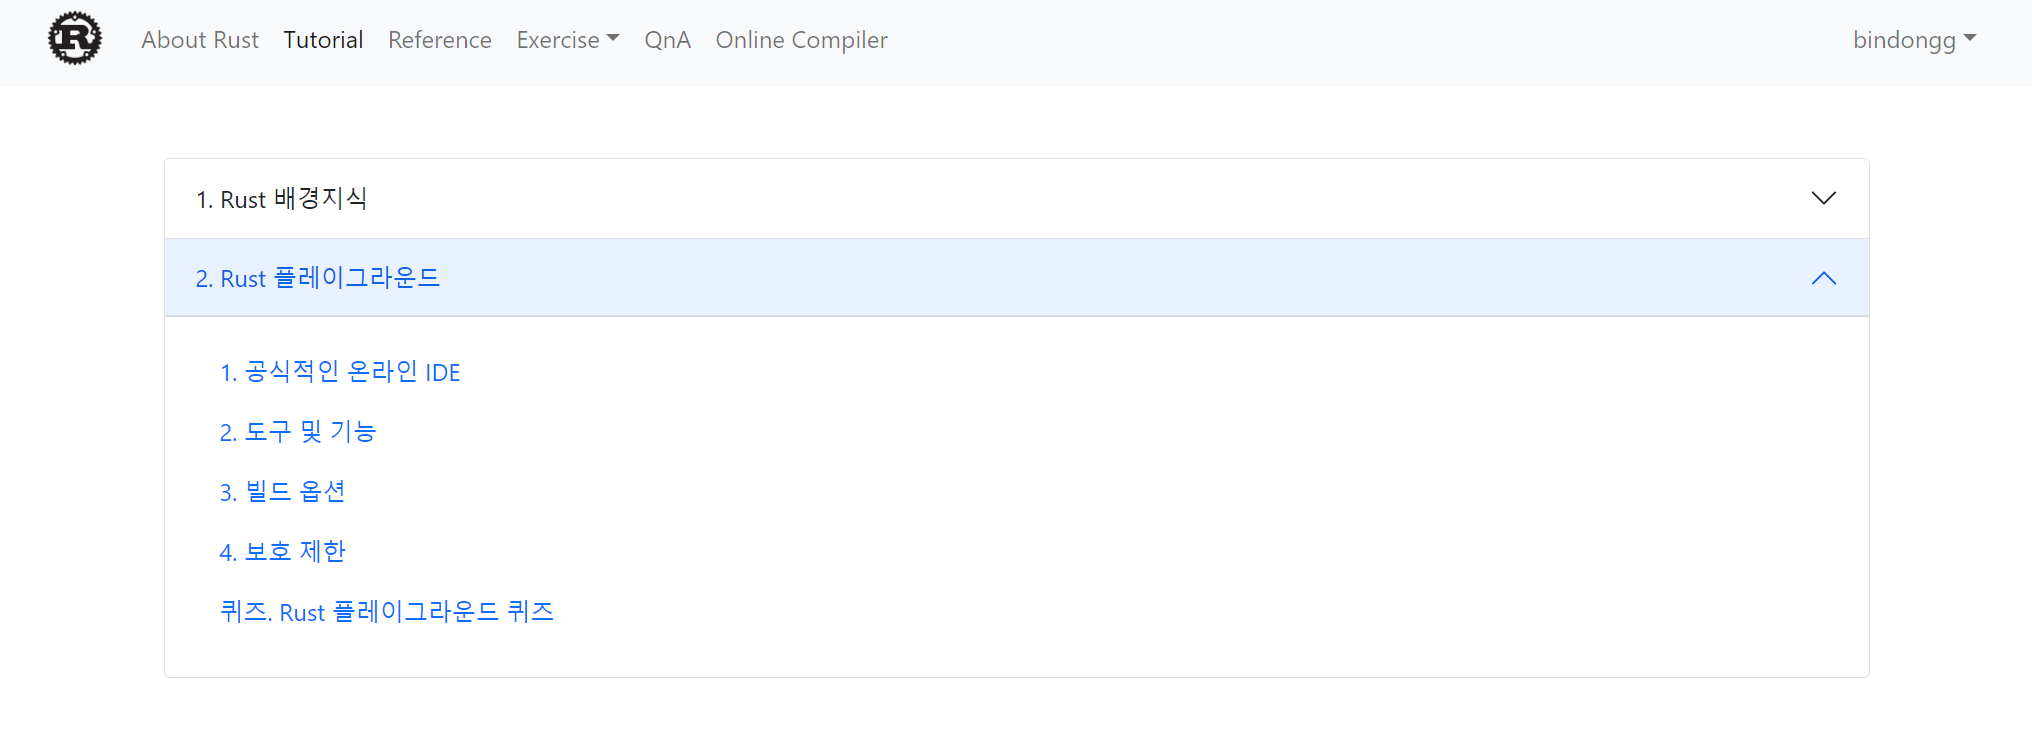 R About Rust Tutorial Reference Exercise QnA Online Compiler bindongg
1. Rust 배경지식
2. Rust 플레이그라운드
1. 공식적인 온라인 IDE
2. 도구 및 기능
3. 빌드 옵션
4. 보호 제한
퀴즈. Rust 플레이그라운드 퀴즈